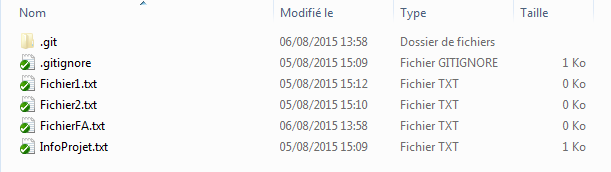 Nom Modifié le Type Taille
.git 06/08/2015 13:58 Dossier de fichiers
.gitignore 05/08/2015 15:09 Fichier GITIGNORE 1 Ko
Fichier1.txt 05/08/2015 15:12 Fichier TXT 0 Ko
Fichier2.txt 05/08/2015 15:10 Fichier TXT 0 Ko
FichierFA.txt 06/08/2015 13:58 Fichier TXT 0 Ko
InfoProjet.txt 05/08/2015 15:09 Fichier TXT 1 Ko